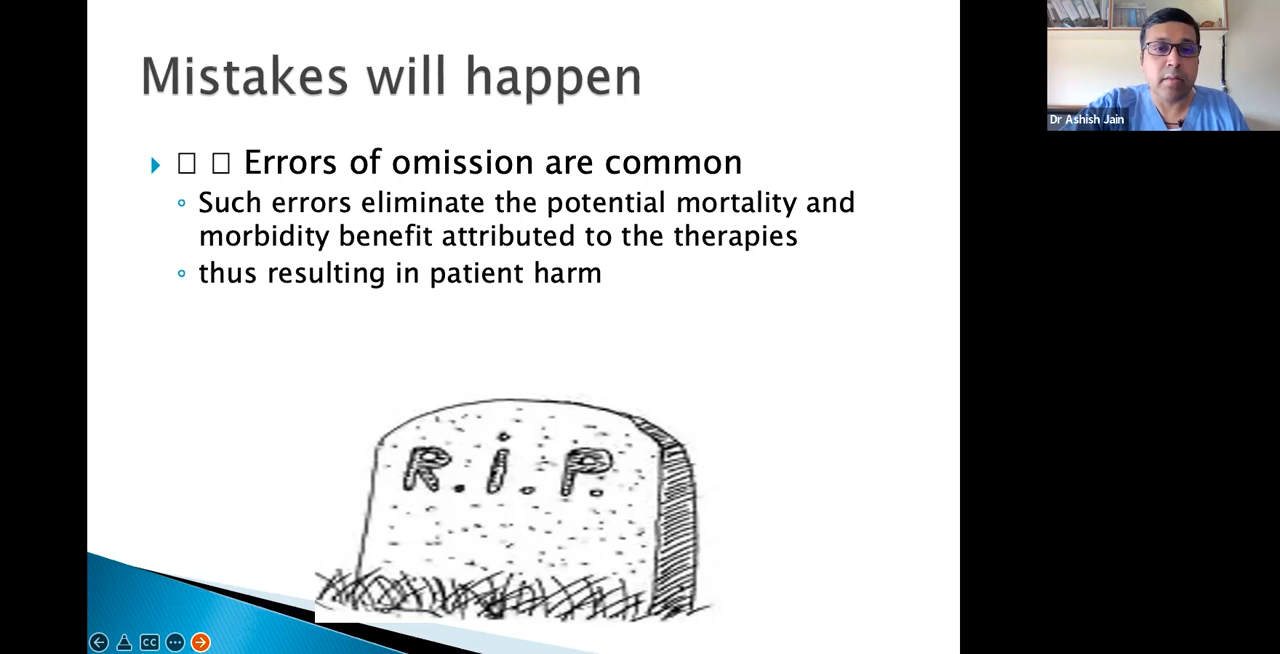 Mistakes will happen
□ □ Errors of omission are common
Such errors eliminate the potential mortality and
morbidity benefit attributed to the therapies
thus resulting in patient harm
R.i.P.
CC
Dr Ashish Jain